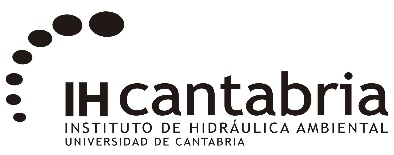 IHcantabria
INSTITUTO DE HIDRÁULICA AMBIENTAL
UNIVERSIDAD DE CANTABRIA